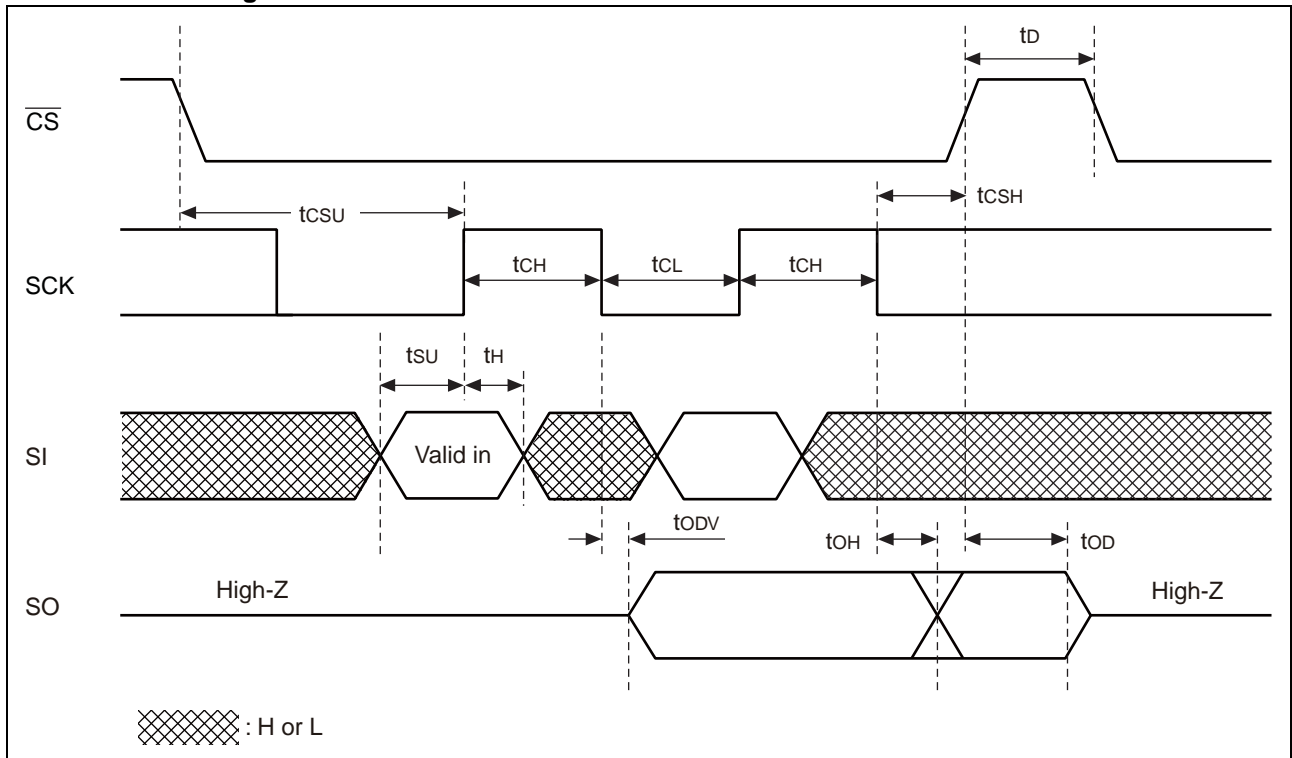 tD
CS
tCSH
tCSU
tCH
tCL
tCH
SCK
tSU
tH
SI
Valid in
tODV
tOH
tOD
High-Z
High-Z
SO
: H or L